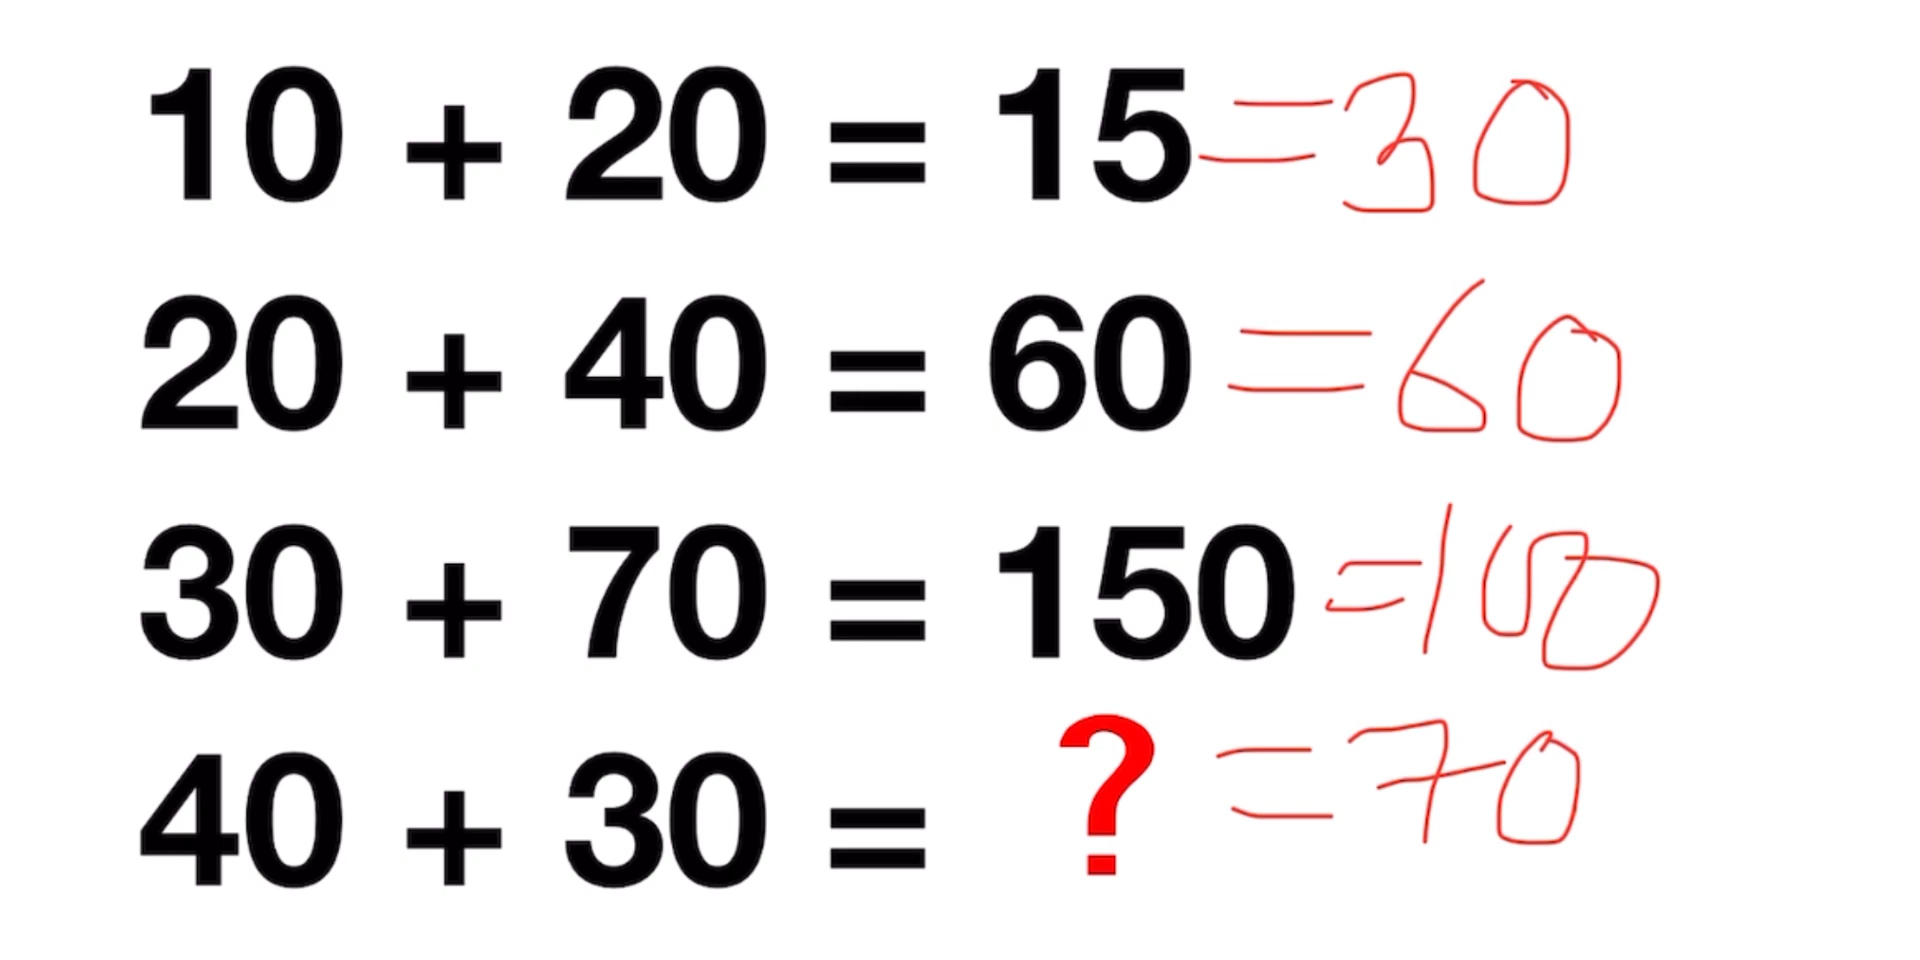 10 + 20 = 15 = 30
20 + 40 = 60 = 60
30 + 70 = 150 = 100
40 + 30 = ? = 70